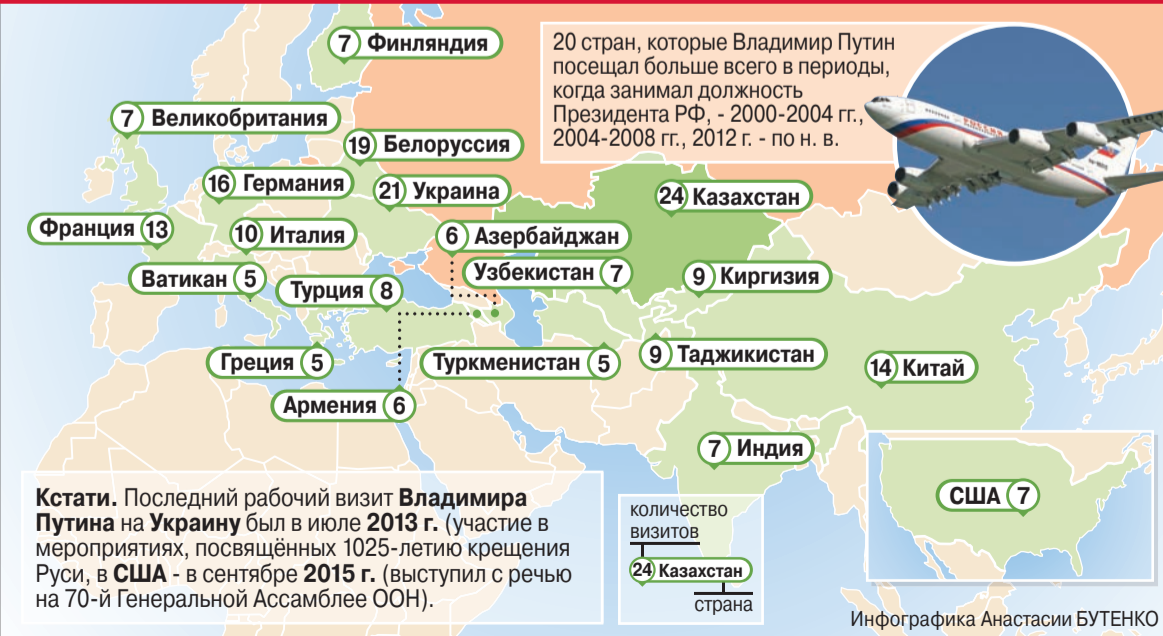 7 Финляндия
20 стран, которые Владимир Путин
посещал больше всего в периоды,
когда занимал должность
Президента РФ, - 2000-2004 гг.,
2004-2008 гг., 2012 г. - по н. в.
РОССИЯ
7 Великобритания
19 Белоруссия
16 Германия
21 Украина
24 Казахстан
Франция 13
10 Италия
6 Азербайджан
Ватикан 5
Узбекистан 7
9 Киргизия
Турция 8
Греция 5
Туркменистан 5
9 Таджикистан
14 Китай
Армения 6
7 Индия
США 7
Кстати. Последний рабочий визит Владимира
Путина на Украину был в июле 2013 г. (участие в
мероприятиях, посвящённых 1025-летию крещения
Руси, в США - в сентябре 2015 г. (выступил с речью
на 70-й Генеральной Ассамблее ООН).
количество
визитов
24 Казахстан
страна
Инфографика Анастасии БУТЕНКО